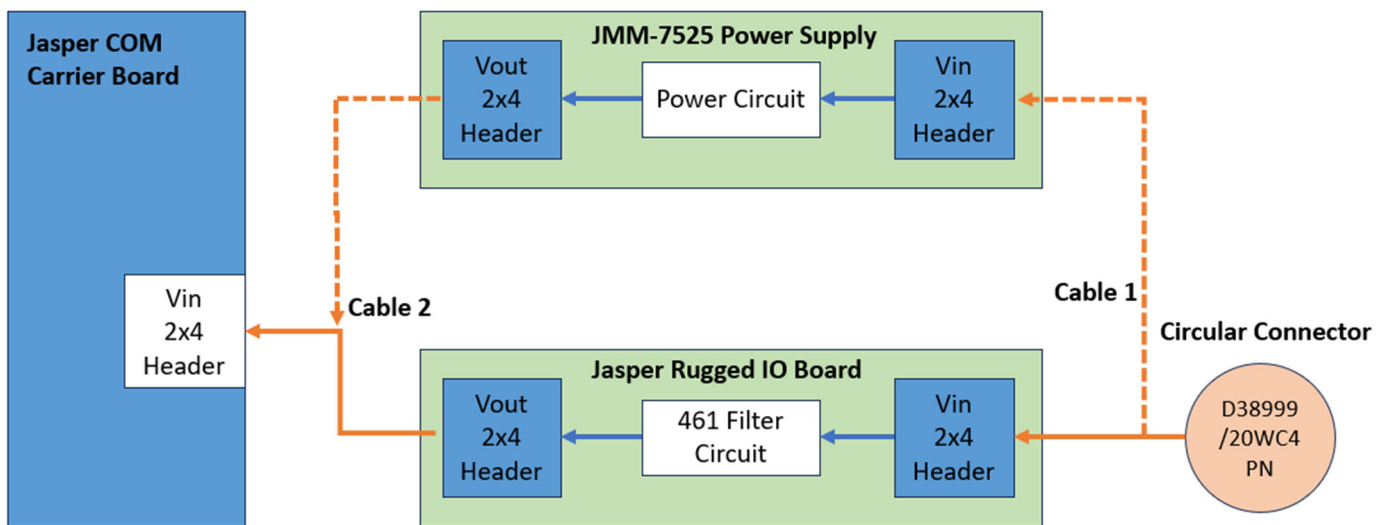 Jasper COM
Carrier Board
JMM-7525 Power Supply
Vout
2x4
Header
Power Circuit
Vin
2x4
Header
Vin
2x4
Header
Cable 2
Cable 1
Circular Connector
Jasper Rugged IO Board
Vout
2x4
Header
461 Filter
Circuit
Vin
2x4
Header
D38999
/20WC4
PN